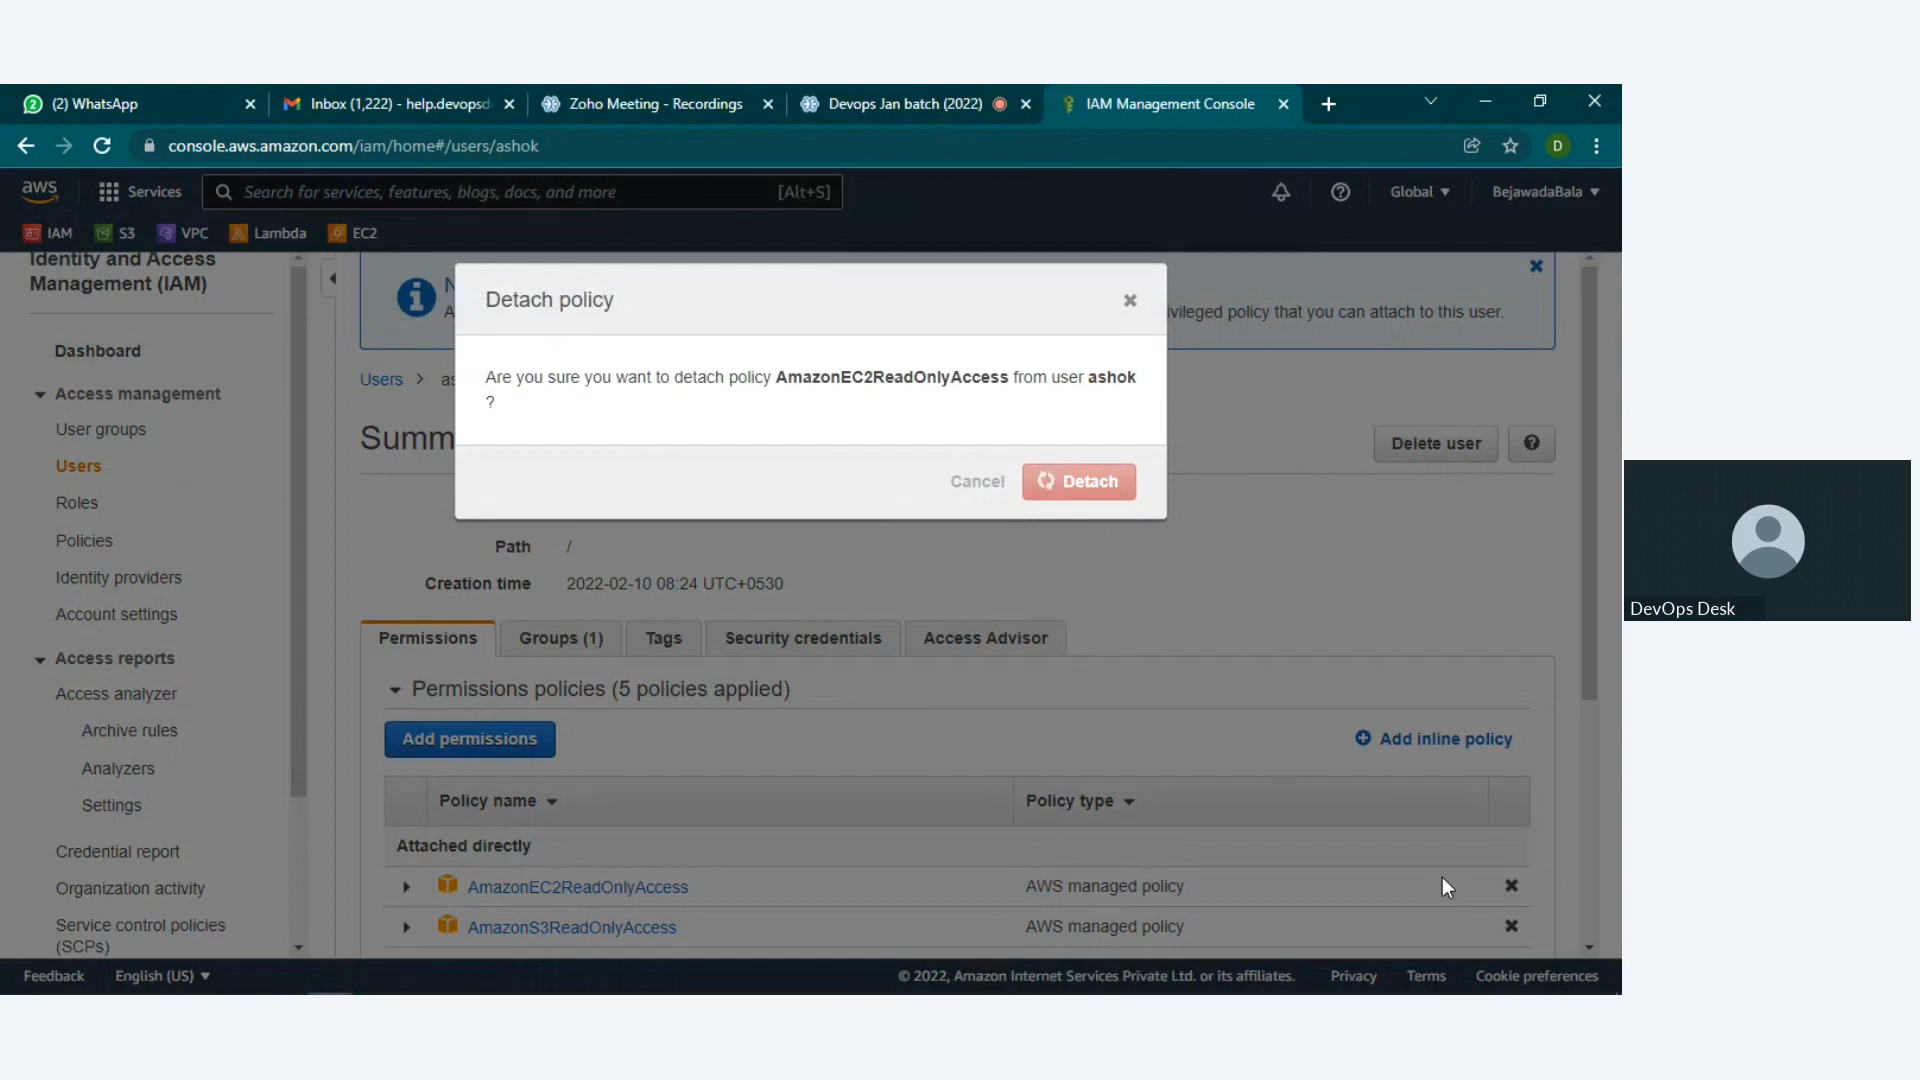 (2) WhatsApp
Inbox (1,222) - help.devopsd
Zoho Meeting - Recordings
Devops Jan batch (2022)
IAM Management Console
console.aws.amazon.com/iam/home#/users/ashok
D
aws
Services
Search for services, features, blogs, docs, and more
[Alt+S]
Global
BejawadaBala
IAM
S3
VPC
Lambda
EC2
Identity and Access
Management (IAM)
Dashboard
Access management
User groups
Users
Roles
Policies
Identity providers
Account settings
Access reports
Access analyzer
Archive rules
Analyzers
Settings
Credential report
Organization activity
Service control policies
(SCPs)
N
A
ivileged policy that you can attach to this user.
Detach policy
Are you sure you want to detach policy AmazonEC2ReadOnlyAccess from user ashok
?
Cancel
Detach
Users > as
Summ
Delete user
Path /
Creation time 2022-02-10 08:24 UTC+0530
Permissions
Groups (1)
Tags
Security credentials
Access Advisor
Permissions policies (5 policies applied)
Add permissions
Add inline policy
Policy name
Policy type
Attached directly
AmazonEC2ReadOnlyAccess
AWS managed policy
AmazonS3ReadOnlyAccess
AWS managed policy
Feedback
English (US)
© 2022, Amazon Internet Services Private Ltd. or its affiliates.
Privacy
Terms
Cookie preferences
DevOps Desk